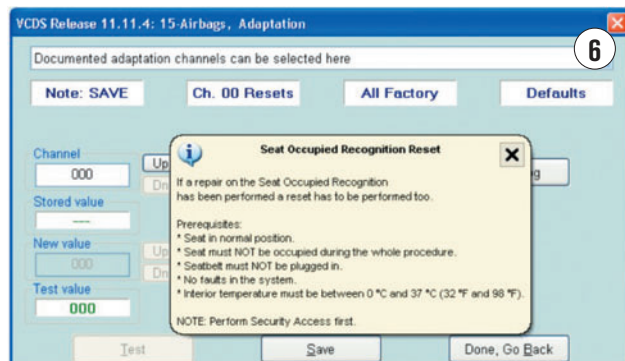 VCDS Release 11.11.4: 15-Airbags, Adaptation
6
Documented adaptation channels can be selected here
Note: SAVE
Ch. 00 Resets
All Factory
Defaults
Channel
000
Up
Dn
Stored value
---
New value
000
Up
Dn
Test value
000
Seat Occupied Recognition Reset
If a repair on the Seat Occupied Recognition
has been performed a reset has to be performed too.
Prerequisites:
* Seat in normal position.
* Seat must NOT be occupied during the whole procedure.
* Seatbelt must NOT be plugged in.
* No faults in the system.
* Interior temperature must be between 0 °C and 37 °C (32 °F and 98 °F).
NOTE: Perform Security Access first.
Test
Save
Done, Go Back